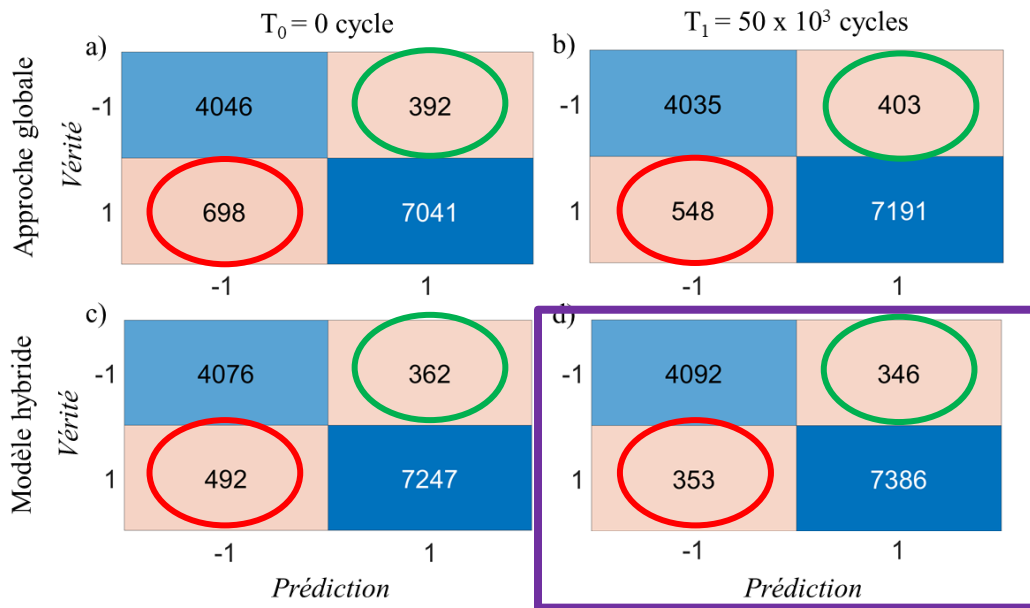 T₀ = 0 cycle
T₁ = 50 x 10³ cycles
Approche globale
Vérité
a)
-1
4046
392
1
698
7041
-1
1
b)
4035
403
548
7191
-1
1
Modèle hybride
Vérité
c)
-1
4076
362
1
492
7247
-1
1
Prédiction
d)
-1
4092
346
1
353
7386
-1
1
Prédiction